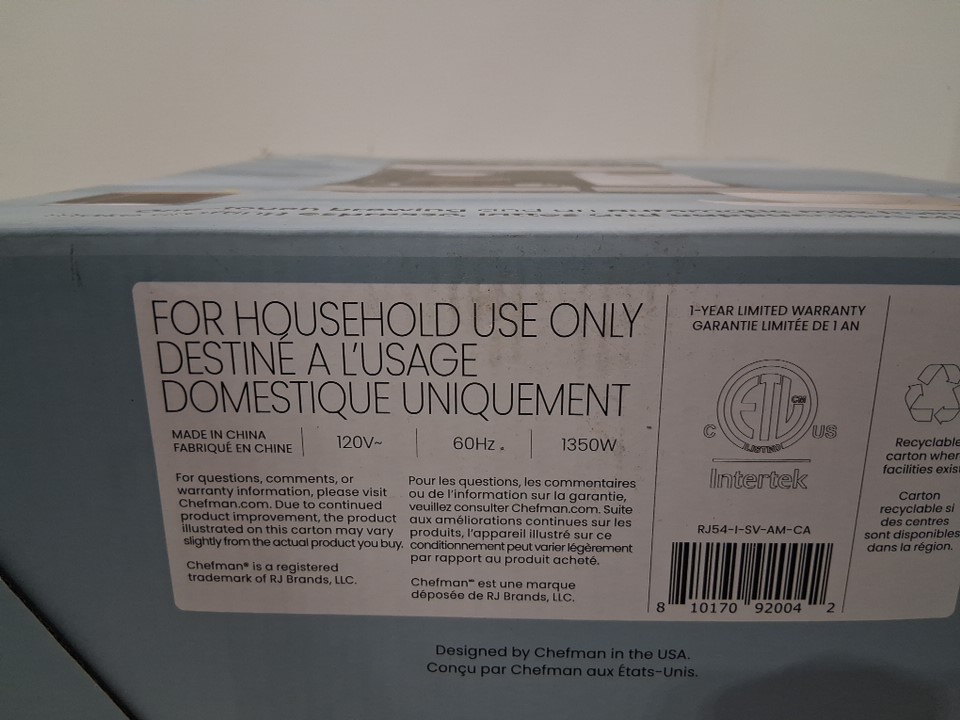 FOR HOUSEHOLD USE ONLY
DESTINÉ A L'USAGE
DOMESTIQUE UNIQUEMENT
MADE IN CHINA
FABRIQUÉ EN CHINE
120V~
60Hz
1350W
For questions, comments, or
warranty information, please visit
Chefman.com. Due to continued
product improvement, the product
illustrated on this carton may vary
slightly from the actual product you buy.
Chefman® is a registered
trademark of RJ Brands, LLC.
Pour les questions, les commentaires
ou de l'information sur la garantie,
veuillez consulter Chefman.com. Suite
aux améliorations continues sur les
produits, l'appareil illustré sur ce
conditionnement peut varier légèrement
par rapport au produit acheté.
Chefman™ est une marque
déposée de RJ Brands, LLC.
1-YEAR LIMITED WARRANTY
GARANTIE LIMITÉE DE 1 AN
ETL CM
C US
LISTED
Intertek
RJ54-I-SV-AM-CA
8 10170 92004 2
Recyclable
carton wher
facilities exist
Carton
recyclable si
des centres
sont disponibles
dans la région.
Designed by Chefman in the USA.
Conçu par Chefman aux États-Unis.